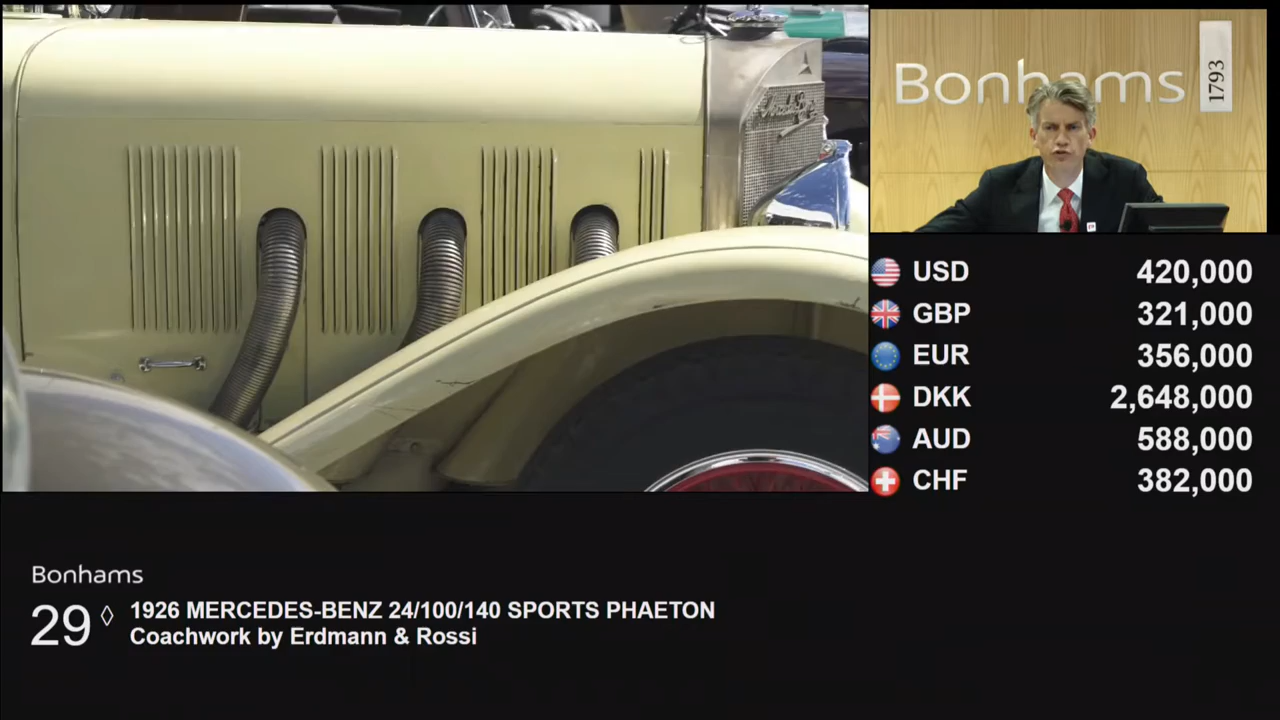 Bonhams
1793
USD 420,000
GBP 321,000
EUR 356,000
DKK 2,648,000
AUD 588,000
CHF 382,000
Bonhams
29 ◊ 1926 MERCEDES-BENZ 24/100/140 SPORTS PHAETON
Coachwork by Erdmann & Rossi